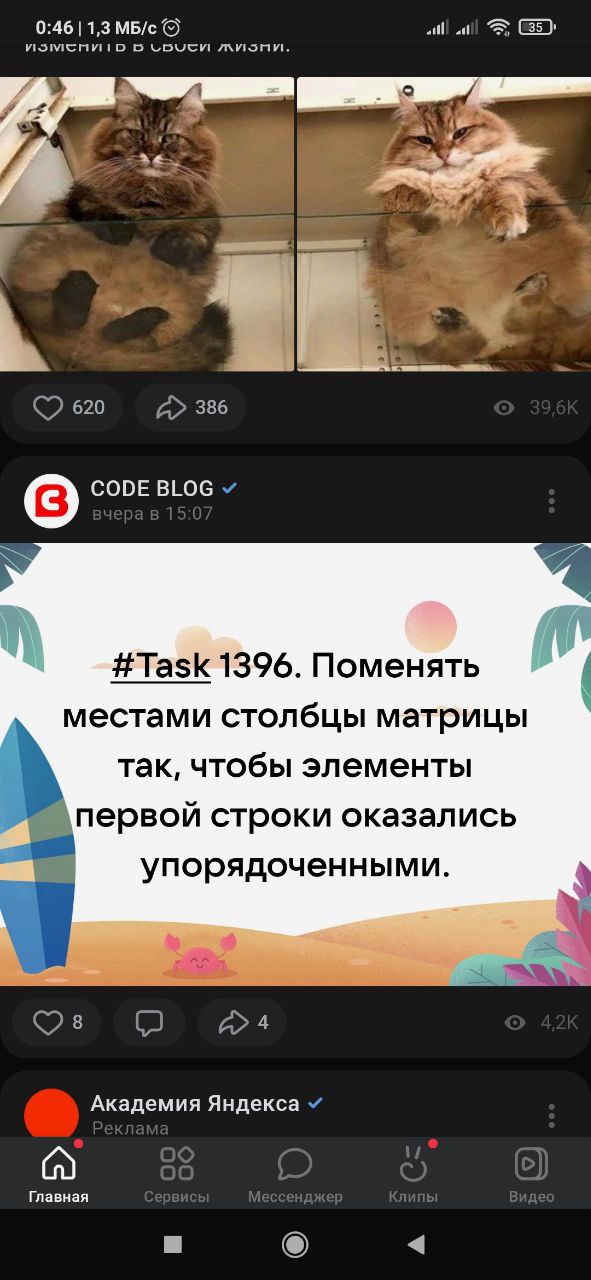 0:46 | 1,3 МБ/с
35
изменить в своей жизни.
620
386
39,6K
CODE BLOG
вчера в 15:07
#Task 1396. Поменять
местами столбцы матрицы
так, чтобы элементы
первой строки оказались
упорядоченными.
8
4
4,2K
Академия Яндекса
Реклама
Главная
Сервисы
Мессенджер
Клипы
Видео